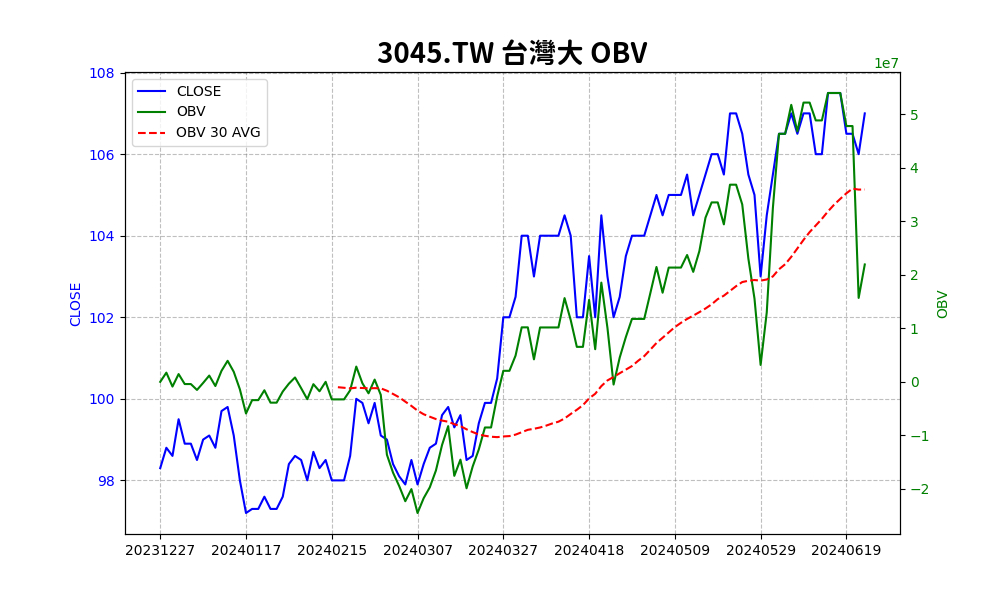 3045.TW 台灣大 OBV
1e7
CLOSE
OBV
OBV 30 AVG
108
106
104
102
100
98
CLOSE
5
4
3
2
1
0
−1
−2
OBV
20231227 20240117 20240215 20240307 20240327 20240418 20240509 20240529 20240619